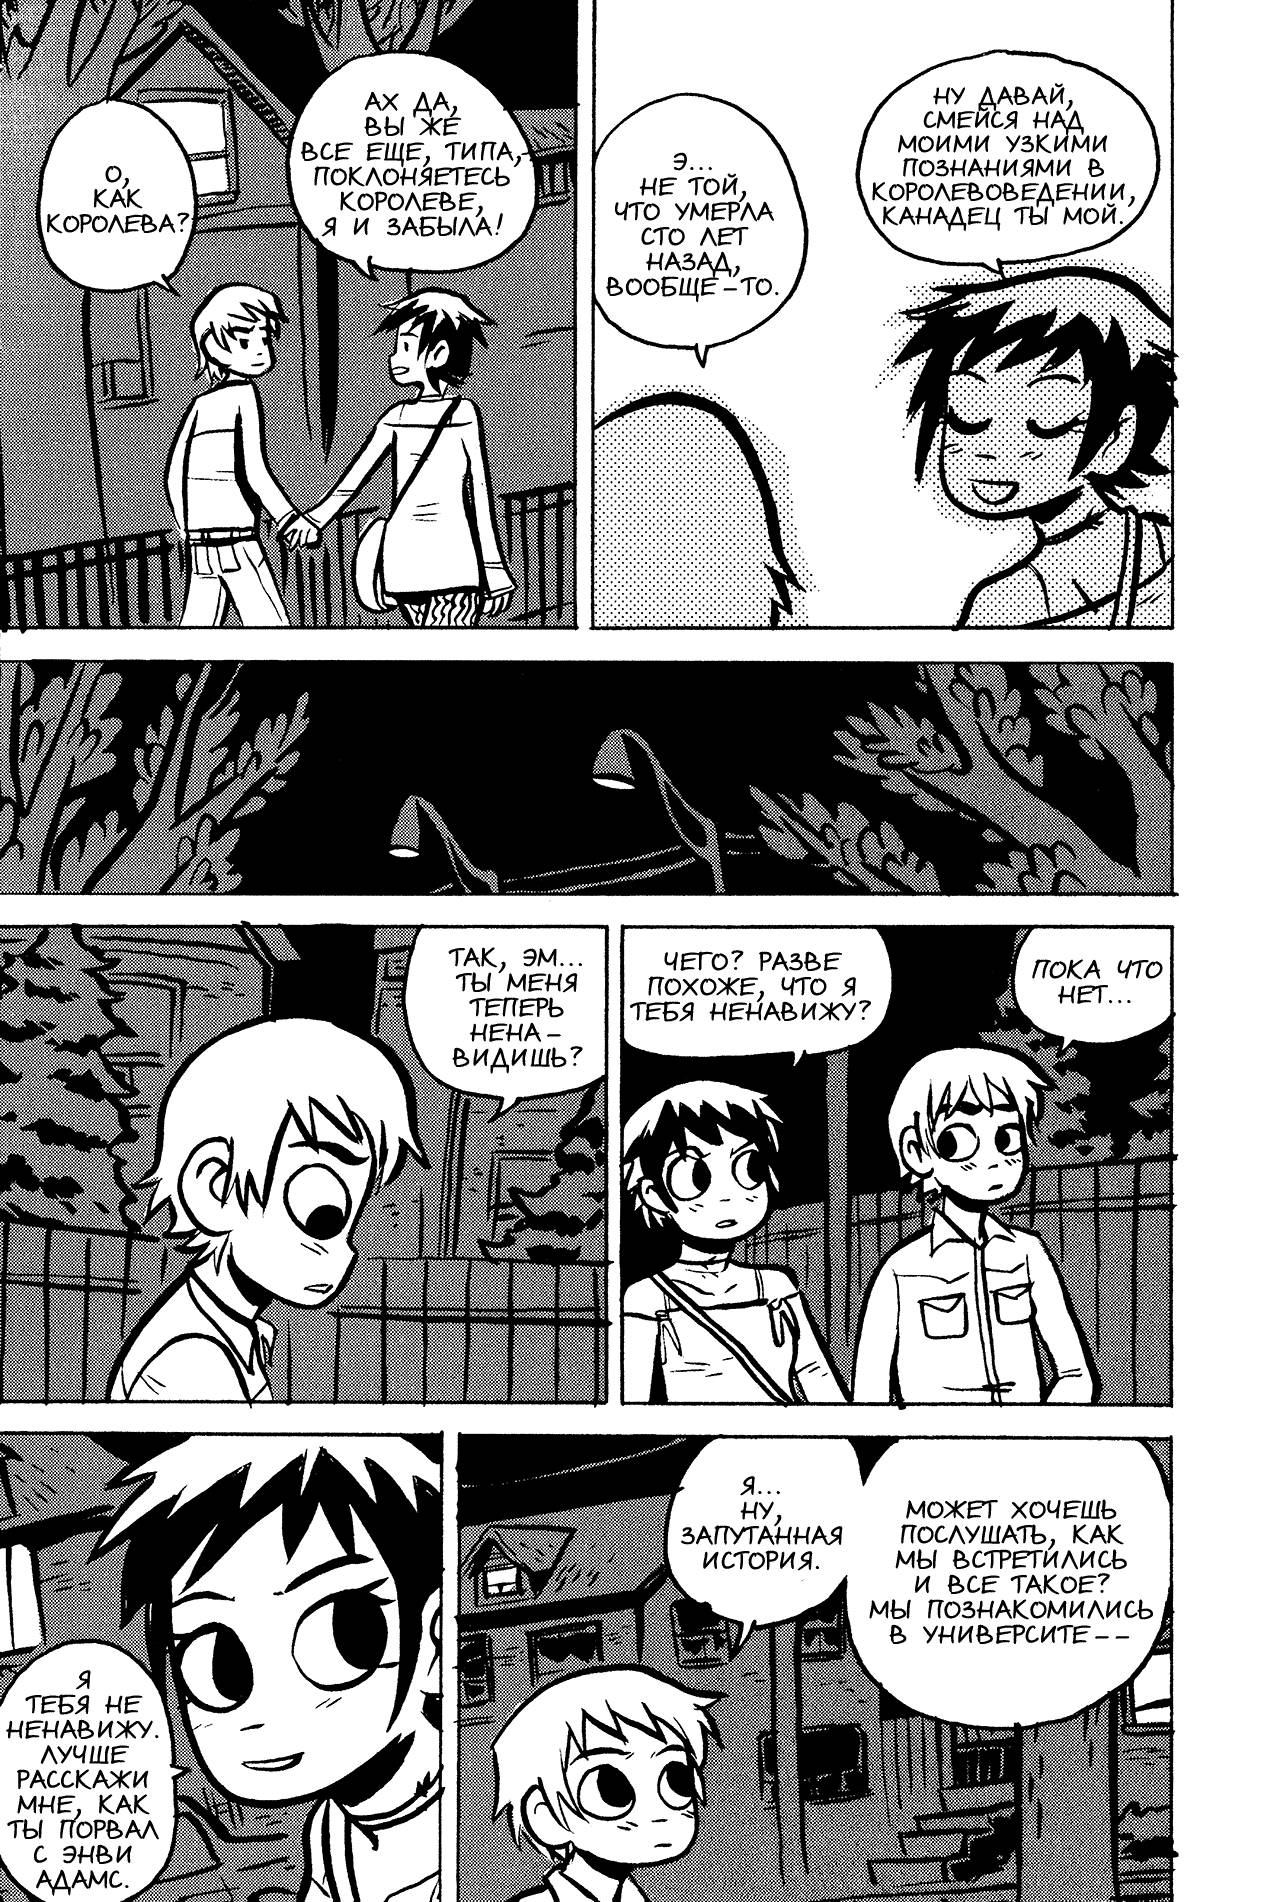 О,
КАК
КОРОЛЕВА?
АХ ДА,
ВЫ ЖЕ
ВСЕ ЕЩЕ, ТИПА,
ПОКЛОНЯЕТЕСЬ
КОРОЛЕВЕ,
Я И ЗАБЫЛА!
Э...
НЕ ТОЙ,
ЧТО УМЕРЛА
СТО ЛЕТ
НАЗАД,
ВООБЩЕ-ТО.
НУ ДАВАЙ,
СМЕЙСЯ НАД
МОИМИ УЗКИМИ
ПОЗНАНИЯМИ В
КОРОЛЕВОВЕДЕНИИ,
КАНАДЕЦ ТЫ МОЙ.
ТАК, ЭМ...
ТЫ МЕНЯ
ТЕПЕРЬ
НЕНА-
ВИДИШЬ?
ЧЕГО? РАЗВЕ
ПОХОЖЕ, ЧТО Я
ТЕБЯ НЕНАВИЖУ?
ПОКА ЧТО
НЕТ...
Я
ТЕБЯ НЕ
НЕНАВИЖУ.
ЛУЧШЕ
РАССКАЖИ
МНЕ, КАК
ТЫ ПОРВАЛ
С ЭНВИ
АДАМС.
Я...
НУ,
ЗАПУТАННАЯ
ИСТОРИЯ.
МОЖЕТ ХОЧЕШЬ
ПОСЛУШАТЬ, КАК
МЫ ВСТРЕТИЛИСЬ
И ВСЕ ТАКОЕ?
МЫ ПОЗНАКОМИЛИСЬ
В УНИВЕРСИТЕ--